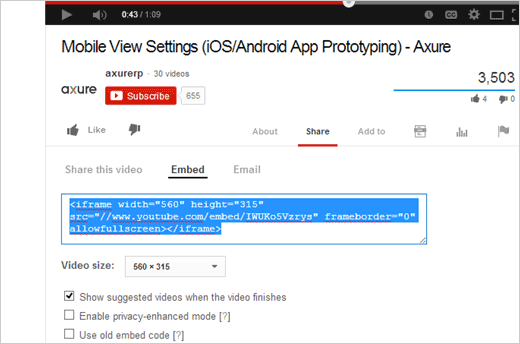 0:43 / 1:09
CC
Mobile View Settings (iOS/Android App Prototyping) - Axure
axure
axurerp · 30 videos
Subscribe 655
3,503
4 0
Like
About Share Add to
Share this video Embed Email
<iframe width="560" height="315"
src="//www.youtube.com/embed/IWUKo5Vzrys" frameborder="0"
allowfullscreen></iframe>
Video size: 560 × 315
Show suggested videos when the video finishes
Enable privacy-enhanced mode [?]
Use old embed code [?]